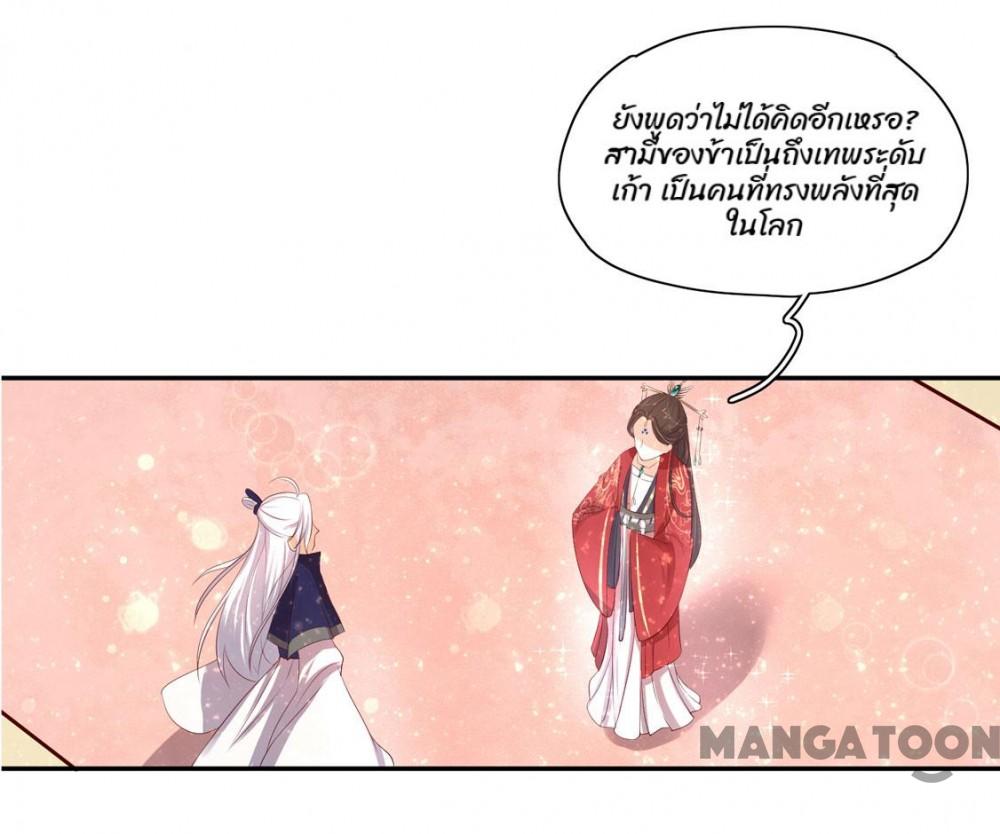 ยังพูดว่าไม่ได้คิดอีกเหรอ?
สามีของข้าเป็นถึงเทพระดับ
เก้า เป็นคนที่ทรงพลังที่สุด
ในโลก
MANGATOON